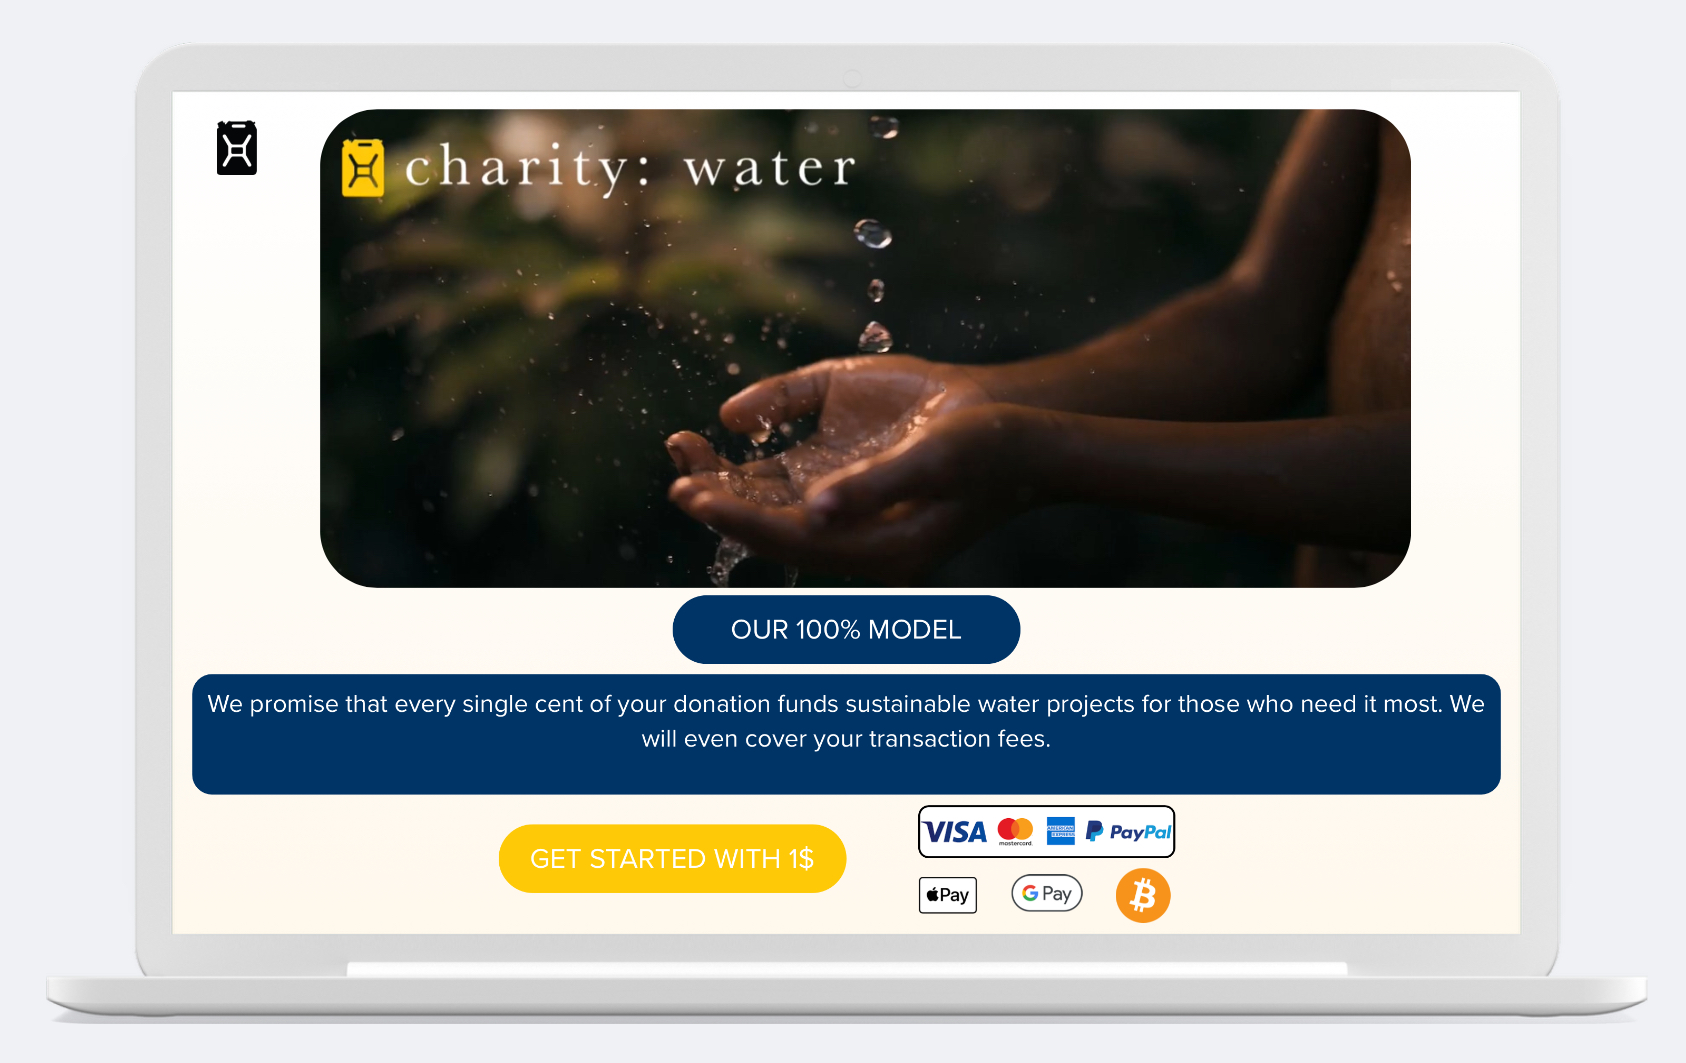 charity: water
OUR 100% MODEL
We promise that every single cent of your donation funds sustainable water projects for those who need it most. We
will even cover your transaction fees.
GET STARTED WITH 1$
VISA mastercard AMERICAN EXPRESS PayPal
Pay G Pay